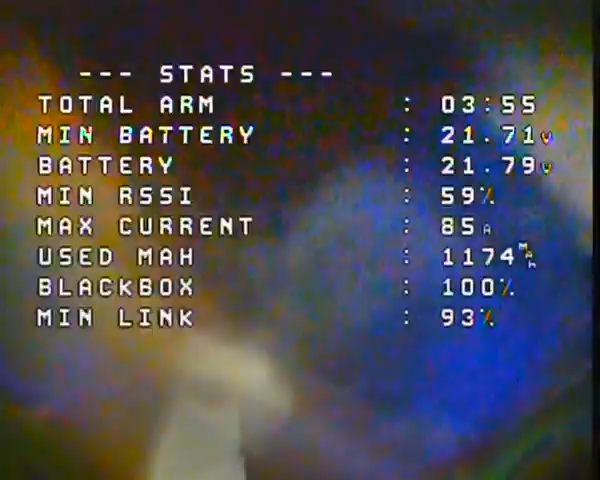 --- STATS ---
TOTAL ARM : 03:55
MIN BATTERY : 21.71V
BATTERY : 21.79V
MIN RSSI : 59%
MAX CURRENT : 85A
USED MAH : 1174MAH
BLACKBOX : 100%
MIN LINK : 93%